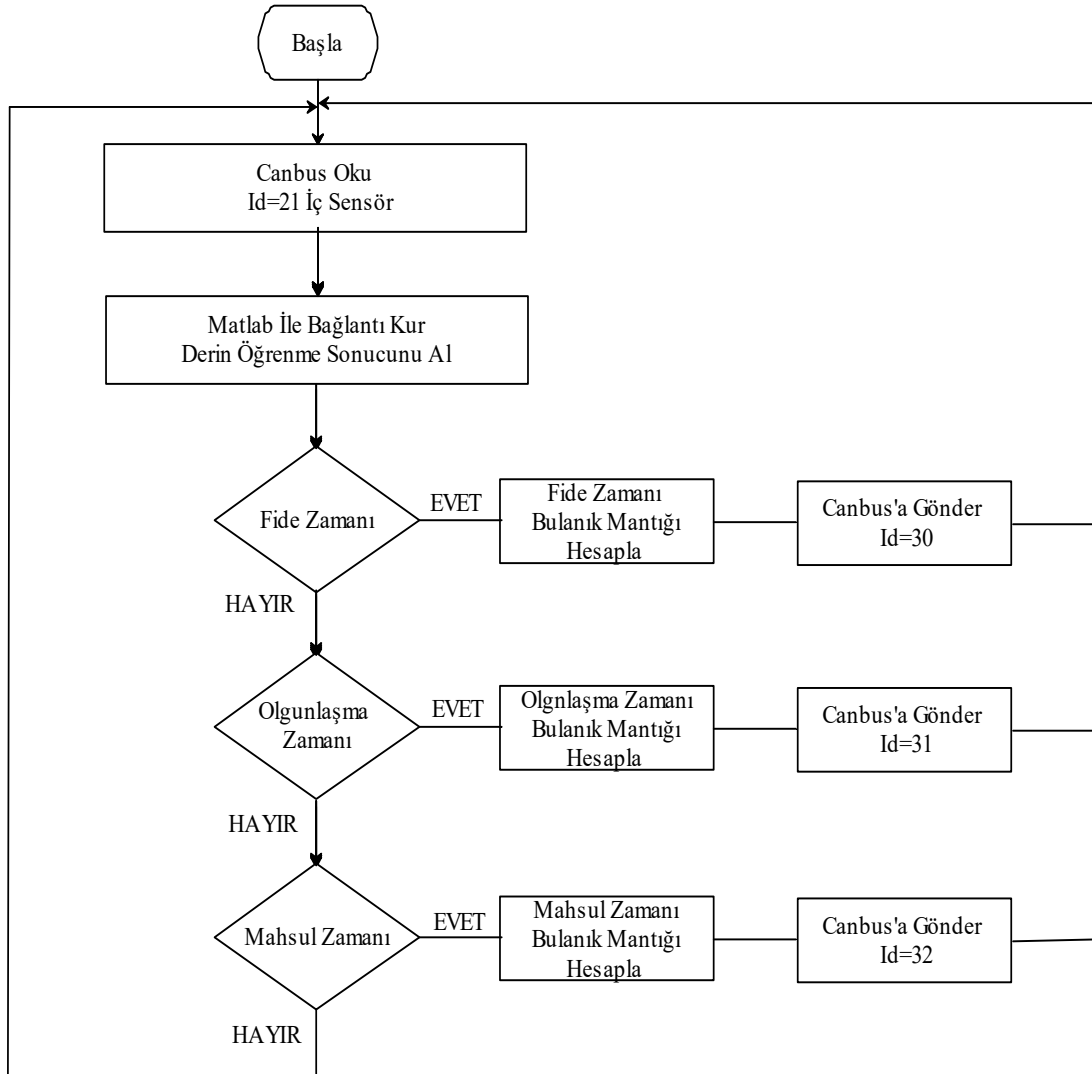 Başla
Canbus Oku
Id=21 İç Sensör
Matlab İle Bağlantı Kur
Derin Öğrenme Sonucunu Al
Fide Zamanı
EVET
Fide Zamanı
Bulanık Mantığı
Hesapla
Canbus'a Gönder
Id=30
HAYIR
Olgunlaşma
Zamanı
EVET
Olgnlaşma Zamanı
Bulanık Mantığı
Hesapla
Canbus'a Gönder
Id=31
HAYIR
Mahsul Zamanı
EVET
Mahsul Zamanı
Bulanık Mantığı
Hesapla
Canbus'a Gönder
Id=32
HAYIR